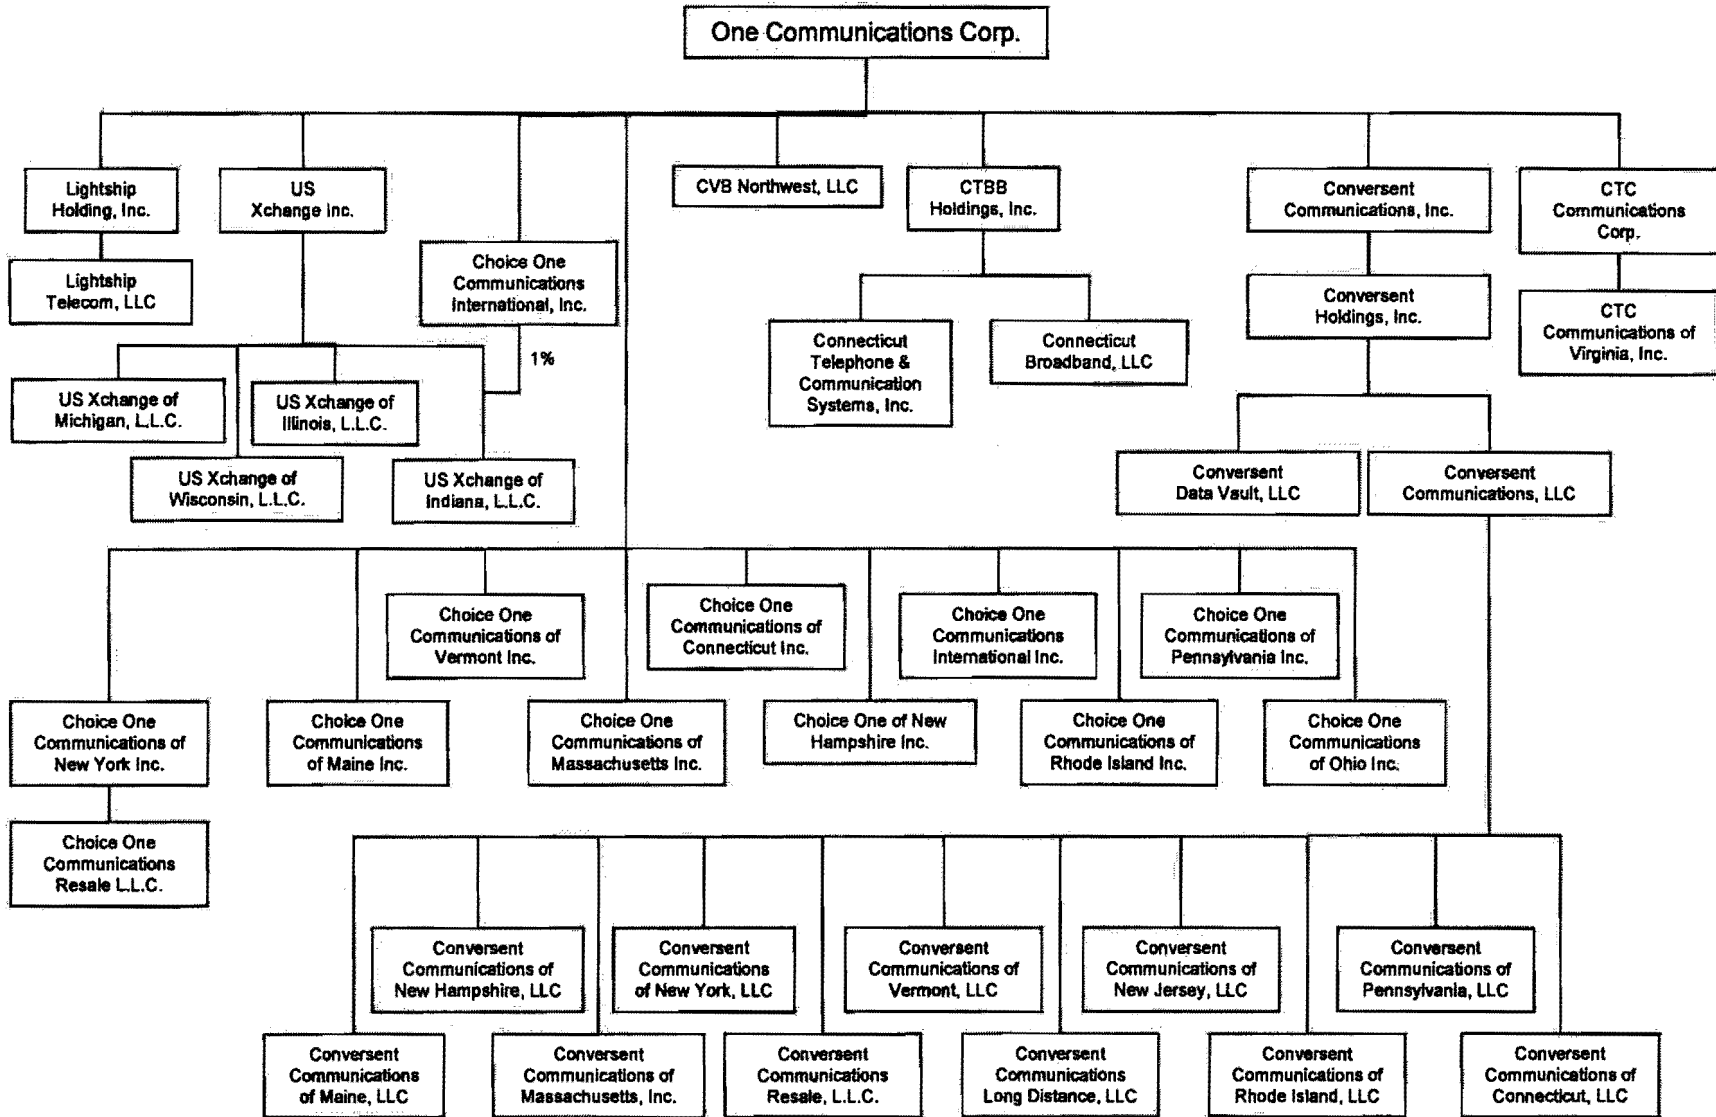 One Communications Corp.
Lightship
Holding, Inc.
US
Xchange Inc.
CVB Northwest, LLC
CTBB
Holdings, Inc.
Conversent
Communications, Inc.
CTC
Communications
Corp.
Lightship
Telecom, LLC
Choice One
Communications
International, Inc.
Conversent
Holdings, Inc.
CTC
Communications of
Virginia, Inc.
1%
Connecticut
Telephone &
Communication
Systems, Inc.
Connecticut
Broadband, LLC
US Xchange of
Michigan, L.L.C.
US Xchange of
Illinois, L.L.C.
US Xchange of
Wisconsin, L.L.C.
US Xchange of
Indiana, L.L.C.
Conversent
Data Vault, LLC
Conversent
Communications, LLC
Choice One
Communications of
Vermont Inc.
Choice One
Communications of
Connecticut Inc.
Choice One
Communications
International Inc.
Choice One
Communications of
Pennsylvania Inc.
Choice One
Communications of
New York Inc.
Choice One
Communications
of Maine Inc.
Choice One
Communications of
Massachusetts Inc.
Choice One of New
Hampshire Inc.
Choice One
Communications of
Rhode Island Inc.
Choice One
Communications
of Ohio Inc.
Choice One
Communications
Resale L.L.C.
Conversent
Communications of
New Hampshire, LLC
Conversent
Communications
of New York, LLC
Conversent
Communications of
Vermont, LLC
Conversent
Communications of
New Jersey, LLC
Conversent
Communications of
Pennsylvania, LLC
Conversent
Communications
of Maine, LLC
Conversent
Communications of
Massachusetts, Inc.
Conversent
Communications
Resale, L.L.C.
Conversent
Communications
Long Distance, LLC
Conversent
Communications of
Rhode Island, LLC
Conversent
Communications of
Connecticut, LLC